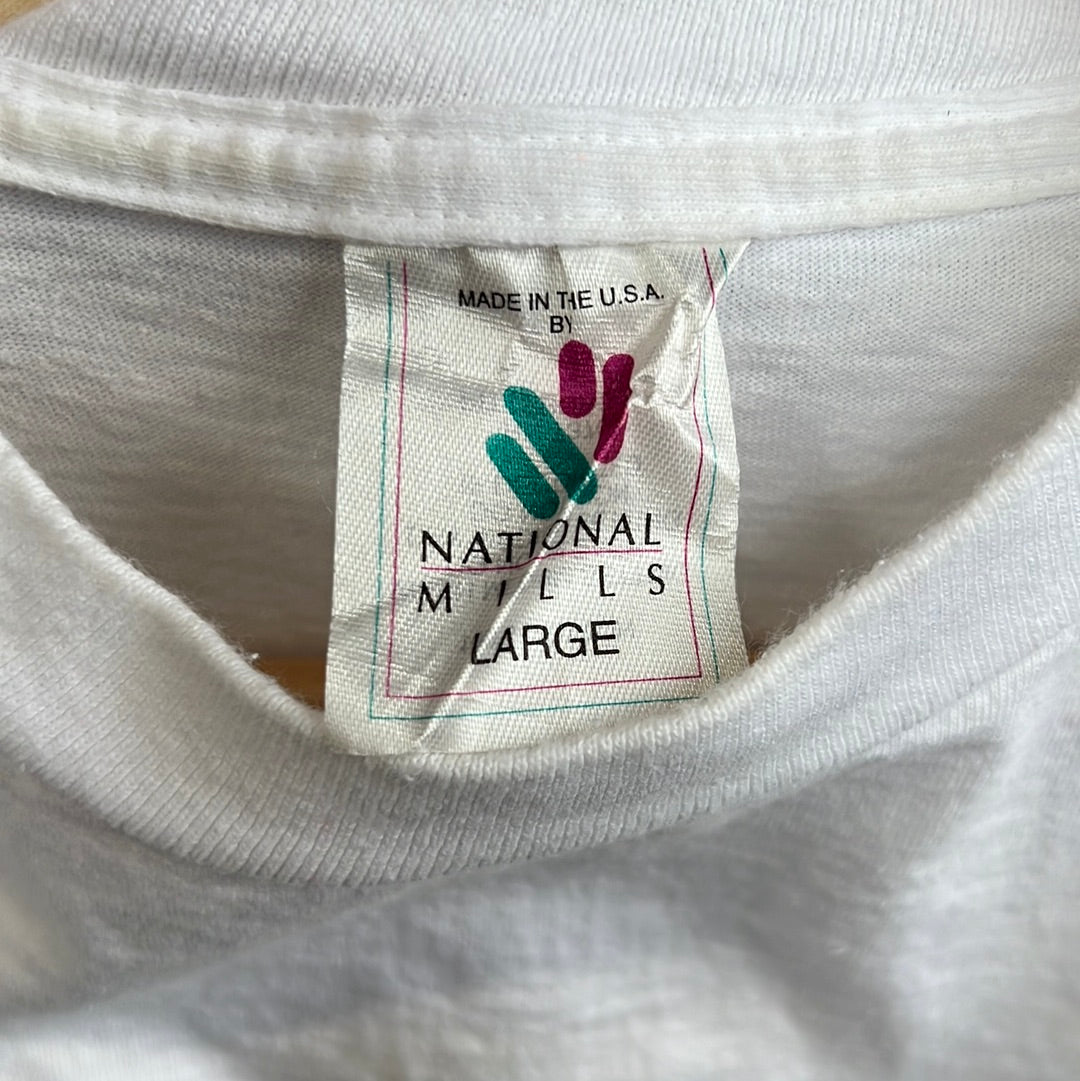 MADE IN THE U.S.A.
BY
NATIONAL
MILLS
LARGE